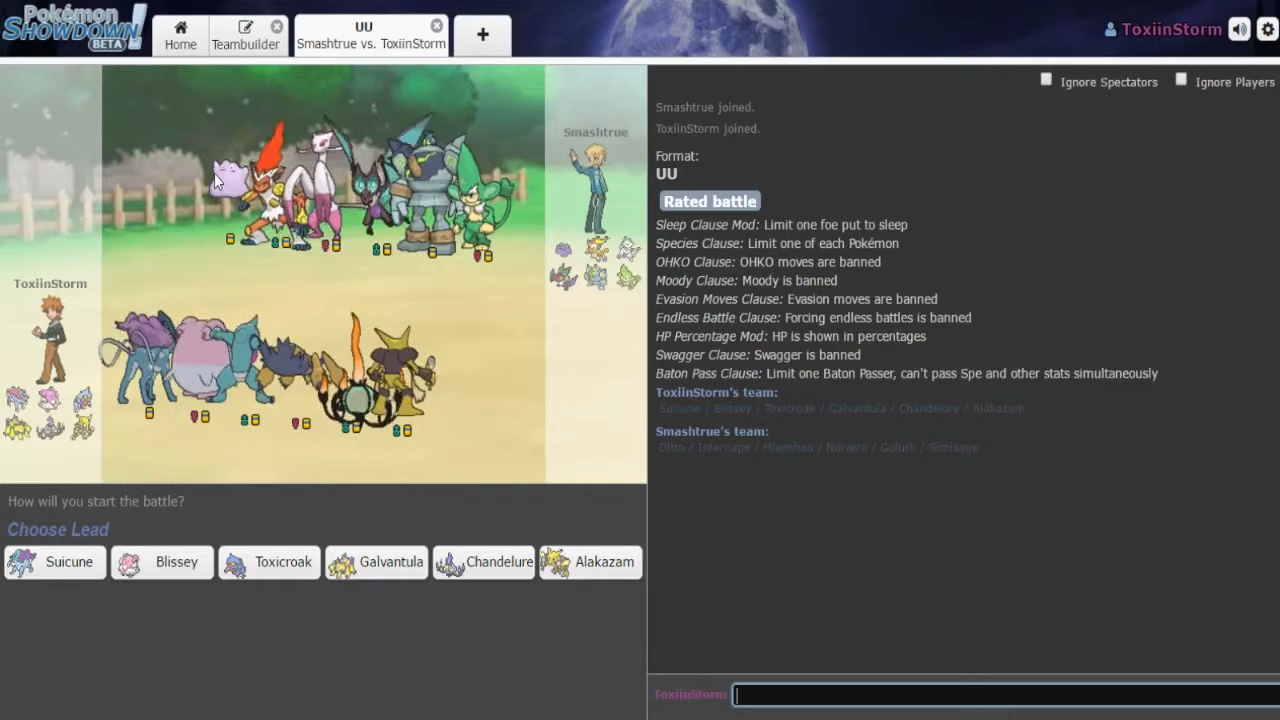 Pokémon
SHOWDOWN!
BETA
Home
Teambuilder
UU
Smashtrue vs. ToxiinStorm
+
ToxiinStorm
Ignore Spectators
Ignore Players
Smashtrue
ToxiinStorm
Smashtrue joined.
ToxiinStorm joined.
Format:
UU
Rated battle
Sleep Clause Mod: Limit one foe put to sleep
Species Clause: Limit one of each Pokémon
OHKO Clause: OHKO moves are banned
Moody Clause: Moody is banned
Evasion Moves Clause: Evasion moves are banned
Endless Battle Clause: Forcing endless battles is banned
HP Percentage Mod: HP is shown in percentages
Swagger Clause: Swagger is banned
Baton Pass Clause: Limit one Baton Passer, can't pass Spe and other stats simultaneously
ToxiinStorm's team:
Suicune / Blissey / Toxicroak / Galvantula / Chandelure / Alakazam
Smashtrue's team:
Ditto / Infernape / Mienshao / Noivern / Golurk / Simisage
How will you start the battle?
Choose Lead
Suicune
Blissey
Toxicroak
Galvantula
Chandelure
Alakazam
ToxiinStorm